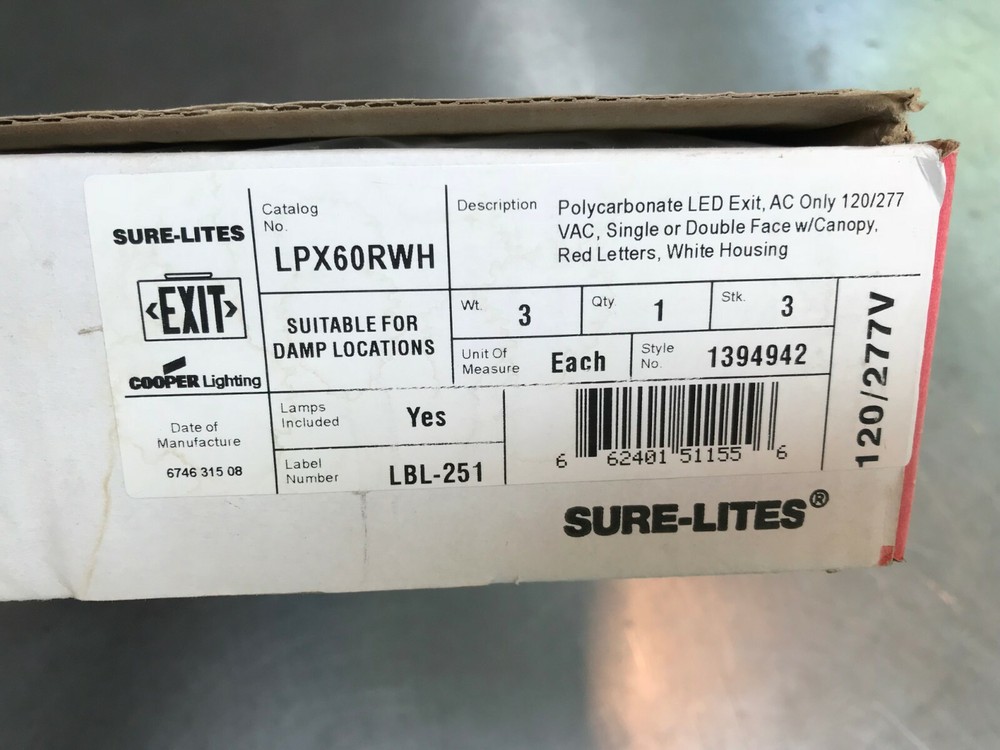 SURE-LITES
<EXIT>
COOPER Lighting
Catalog
No.
LPX60RWH
Description
Polycarbonate LED Exit, AC Only 120/277
VAC, Single or Double Face w/Canopy,
Red Letters, White Housing
SUITABLE FOR
DAMP LOCATIONS
Wt. 3
Qty. 1
Stk. 3
Unit Of
Measure
Each
Style
No.
1394942
120/277V
Date of
Manufacture
6746 315 08
Lamps
Included
Yes
Label
Number
LBL-251
6 62401 51155 6
SURE-LITES®